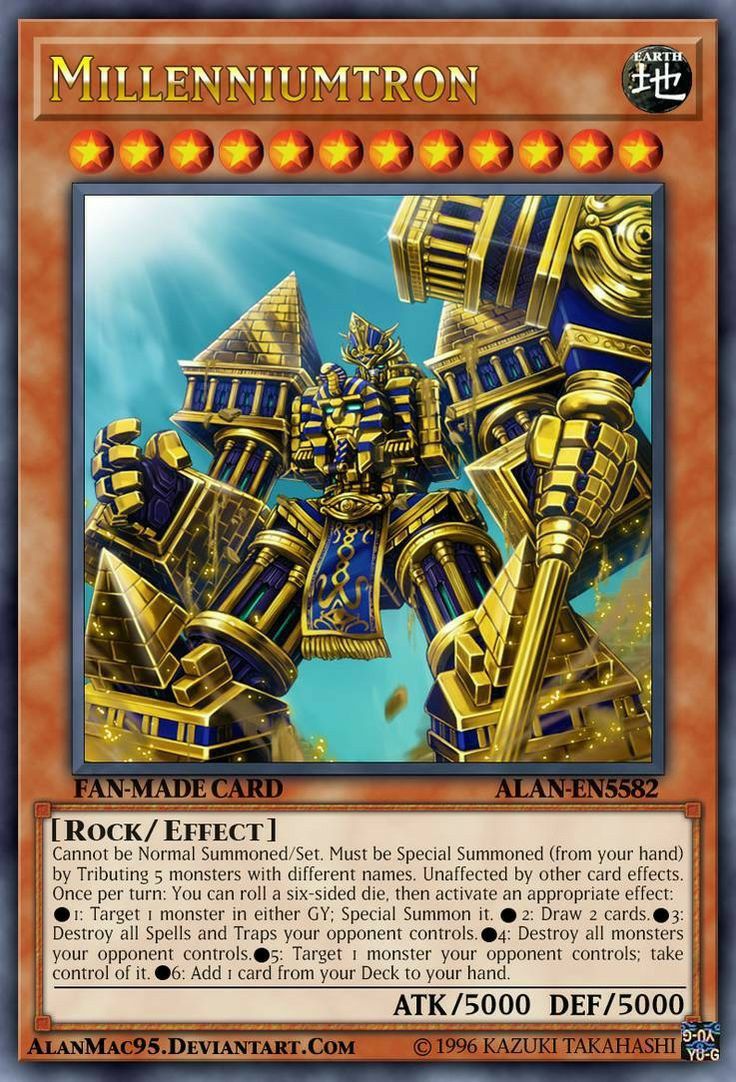 MILLENNIUMTRON
EARTH
地
FAN-MADE CARD ALAN-EN5582
[ROCK/EFFECT]
Cannot be Normal Summoned/Set. Must be Special Summoned (from your hand)
by Tributing 5 monsters with different names. Unaffected by other card effects.
Once per turn: You can roll a six-sided die, then activate an appropriate effect:
●1: Target 1 monster in either GY; Special Summon it. ● 2: Draw 2 cards.●3:
Destroy all Spells and Traps your opponent controls.●4: Destroy all monsters
your opponent controls.●5: Target 1 monster your opponent controls; take
control of it. ●6: Add 1 card from your Deck to your hand.
ATK/5000 DEF/5000
ALANMAC95.DEVIANTART.COM © 1996 KAZUKI TAKAHASHI
YU-G
YU-G